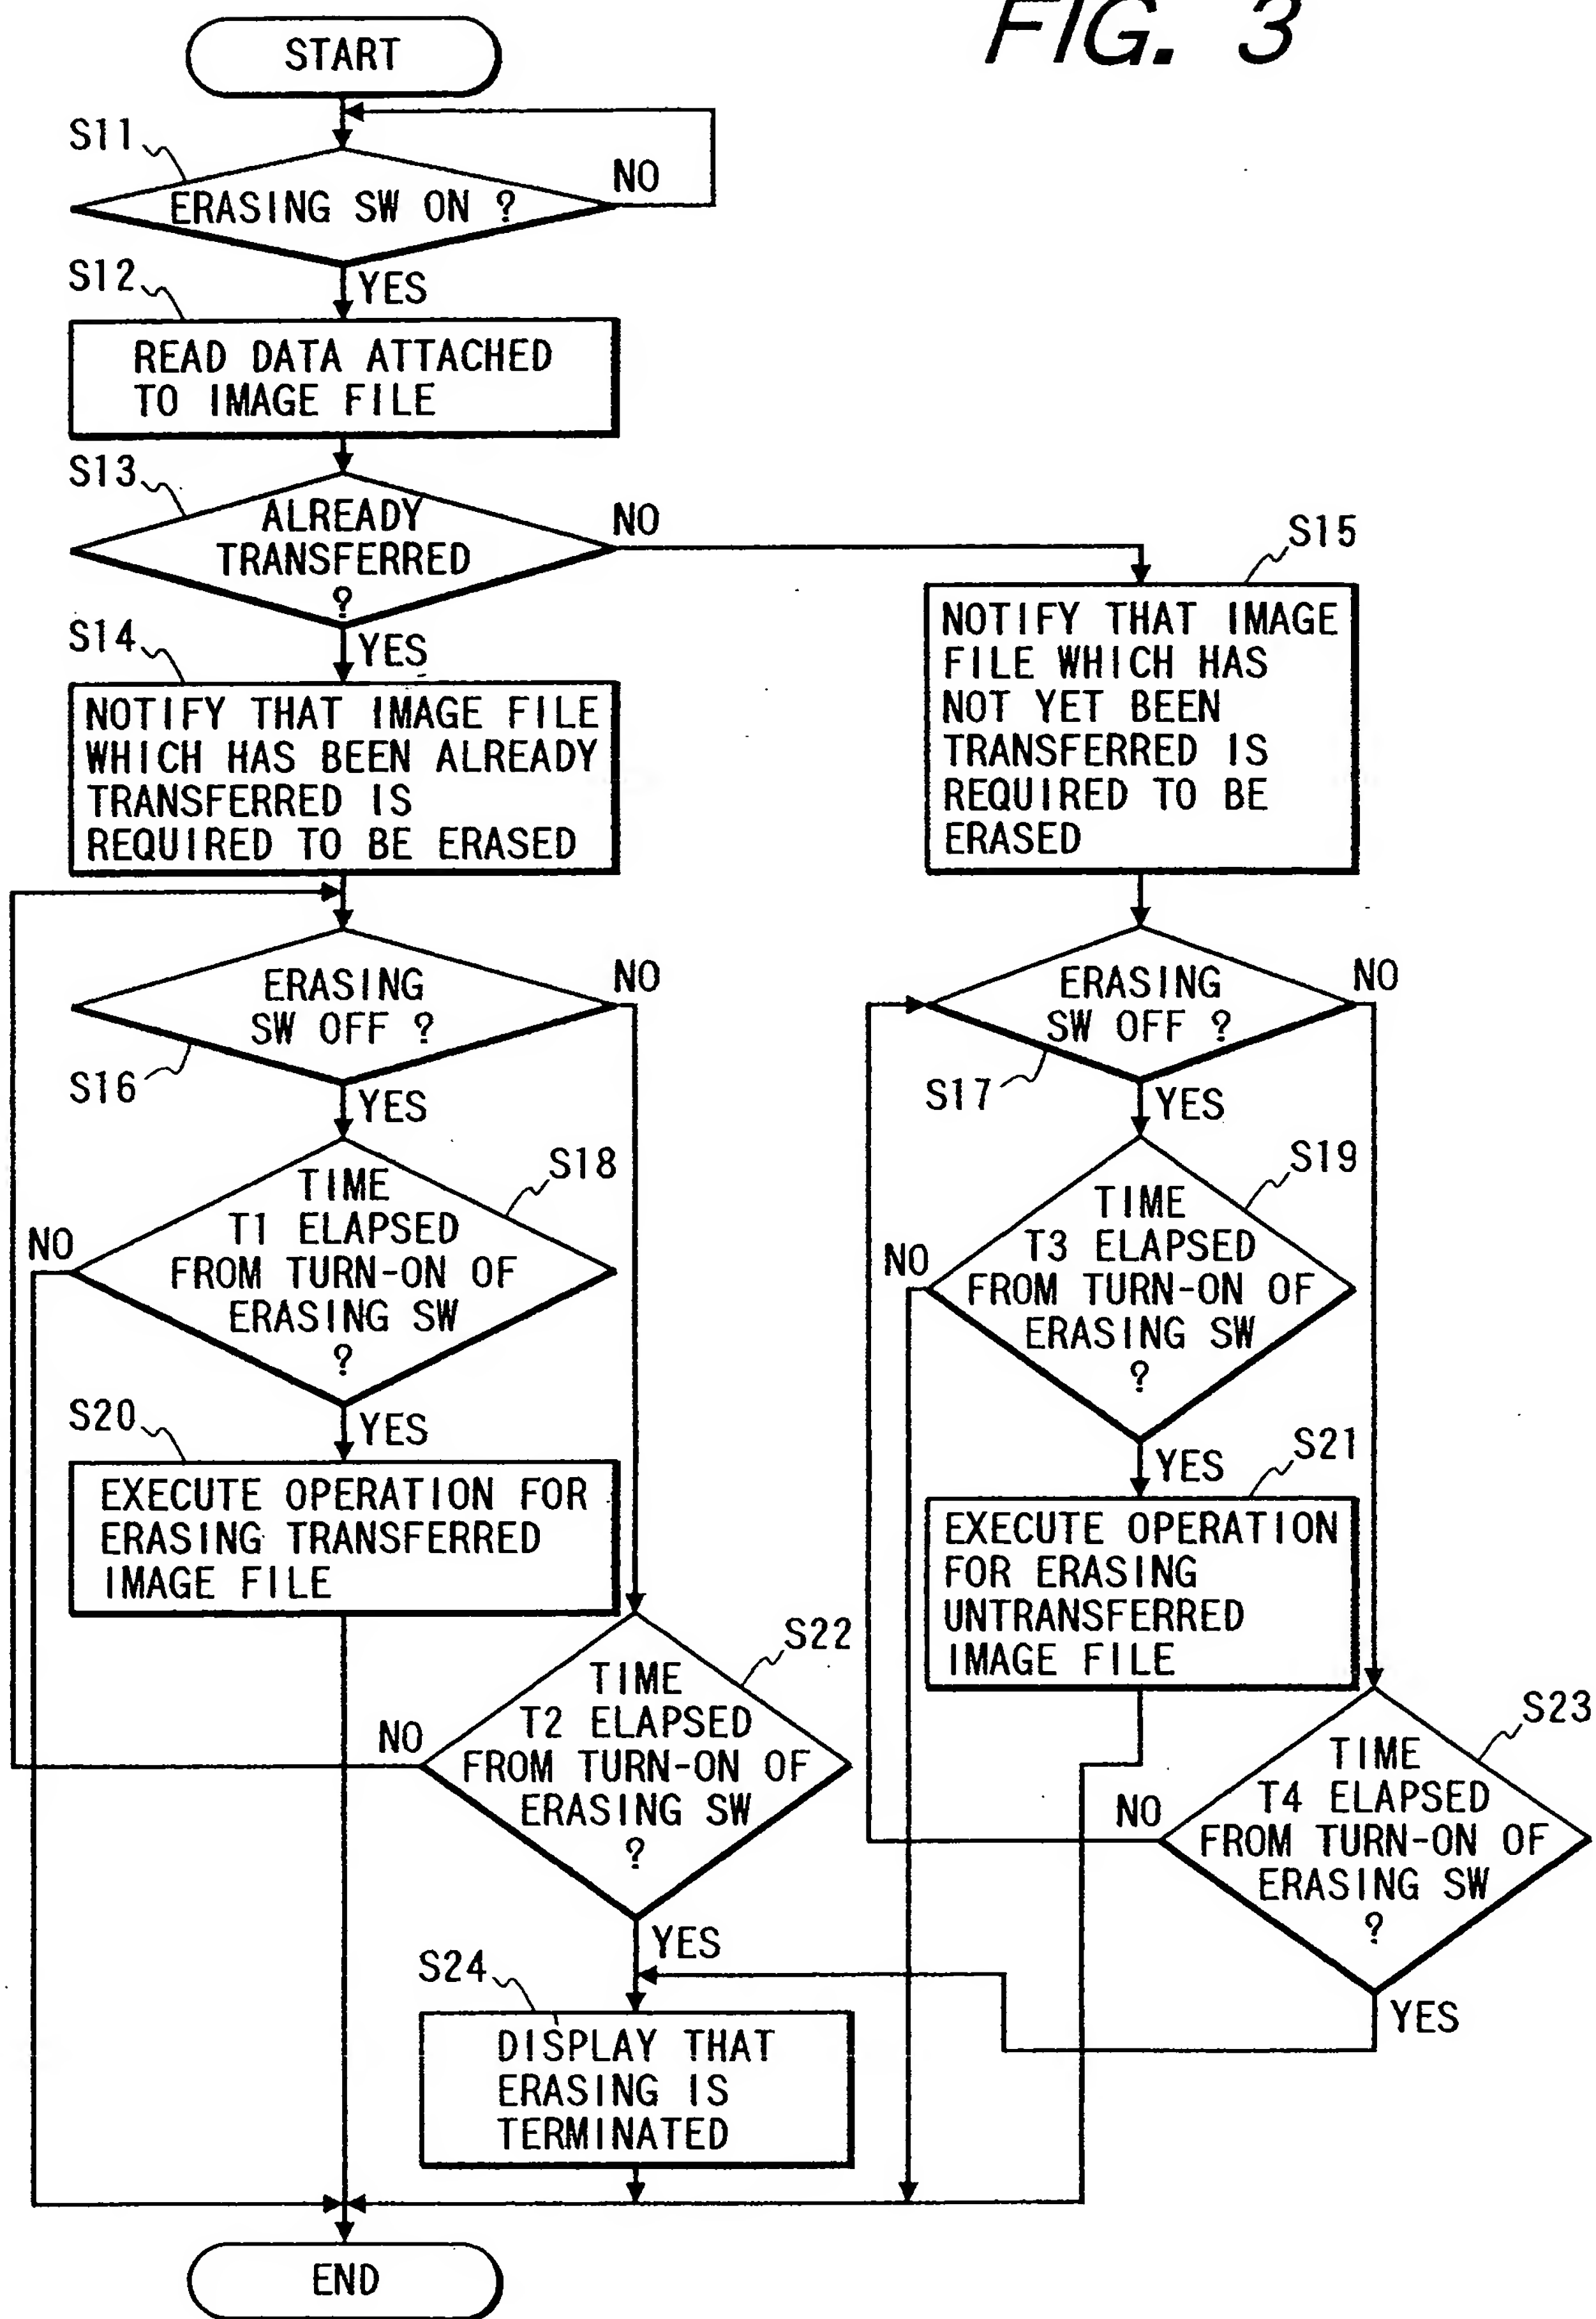 FIG. 3
START
S11
ERASING SW ON ?
NO
YES
S12
READ DATA ATTACHED
TO IMAGE FILE
S13
ALREADY
TRANSFERRED
?
NO
YES
S14
NOTIFY THAT IMAGE FILE
WHICH HAS BEEN ALREADY
TRANSFERRED IS
REQUIRED TO BE ERASED
S15
NOTIFY THAT IMAGE
FILE WHICH HAS
NOT YET BEEN
TRANSFERRED IS
REQUIRED TO BE
ERASED
ERASING
SW OFF ?
NO
S16
YES
ERASING
SW OFF ?
NO
S17
YES
S18
TIME
T1 ELAPSED
FROM TURN-ON OF
ERASING SW
?
NO
YES
S19
TIME
T3 ELAPSED
FROM TURN-ON OF
ERASING SW
?
NO
YES
S20
EXECUTE OPERATION FOR
ERASING TRANSFERRED
IMAGE FILE
S21
EXECUTE OPERATION
FOR ERASING
UNTRANSFERRED
IMAGE FILE
S22
TIME
T2 ELAPSED
FROM TURN-ON OF
ERASING SW
?
NO
YES
S23
TIME
T4 ELAPSED
FROM TURN-ON OF
ERASING SW
?
NO
YES
S24
DISPLAY THAT
ERASING IS
TERMINATED
END